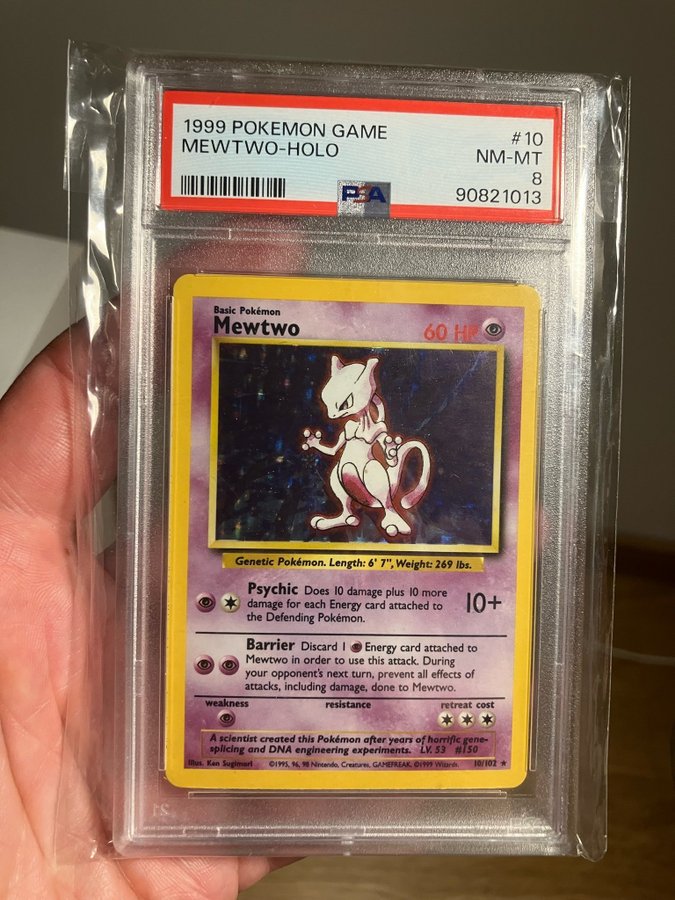 1999 POKEMON GAME #10
MEWTWO-HOLO NM-MT
8
PSA 90821013
Basic Pokémon
Mewtwo 60 HP
Genetic Pokémon. Length: 6' 7", Weight: 269 lbs.
Psychic Does 10 damage plus 10 more
damage for each Energy card attached to
the Defending Pokémon.
10+
Barrier Discard 1 Energy card attached to
Mewtwo in order to use this attack. During
your opponent's next turn, prevent all effects of
attacks, including damage, done to Mewtwo.
weakness resistance retreat cost
A scientist created this Pokémon after years of horrific gene-
splicing and DNA engineering experiments. LV. 53 #150
Illus. Ken Sugimori ©1995, 96, 98 Nintendo, Creatures, GAMEFREAK. ©1999 Wizards. 10/102 ★